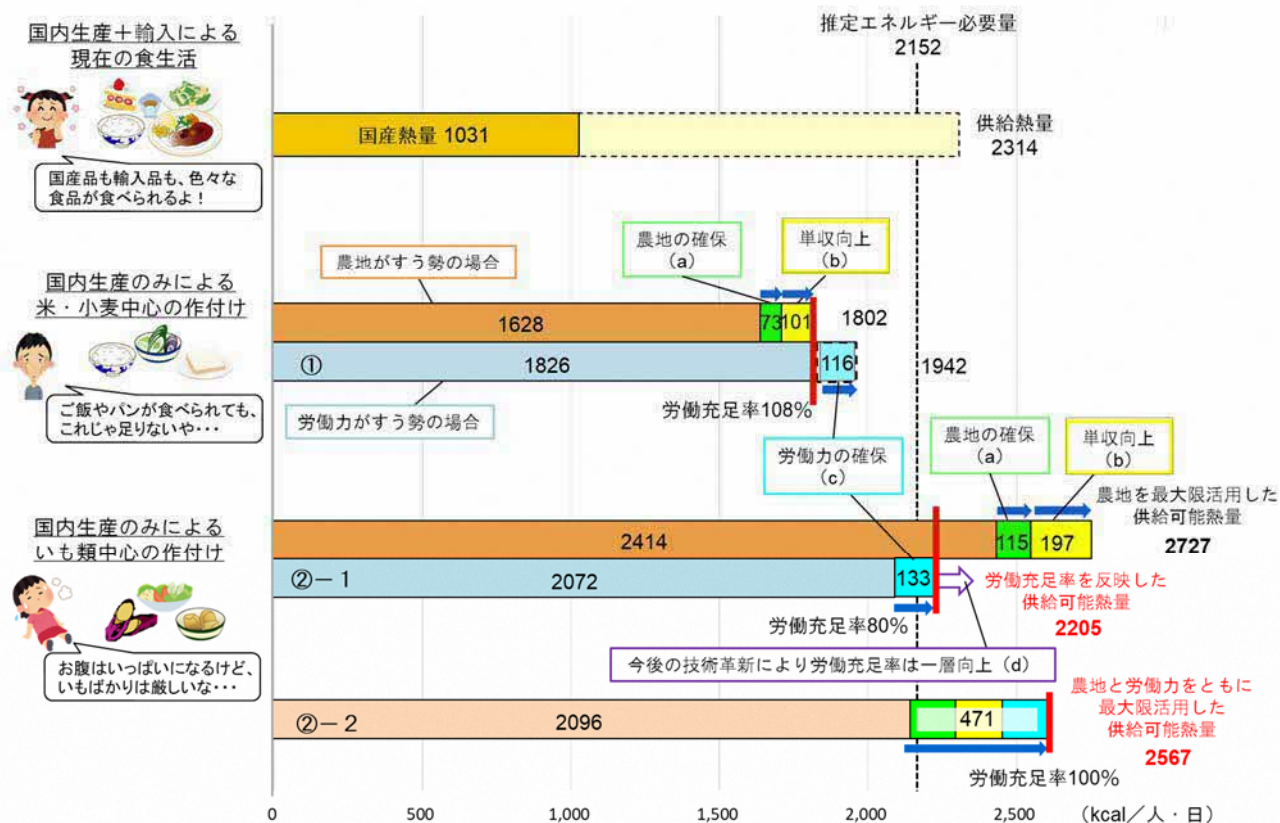 推定エネルギー必要量
2152
国内生産＋輸入による
現在の食生活
国産熱量 1031
供給熱量
2314
国産品も輸入品も、色々な
食品が食べられるよ！
農地がすう勢の場合
農地の確保
（a）
単収向上
（b）
国内生産のみによる
米・小麦中心の作付け
1628
73
101
1802
①
1826
116
1942
ご飯やパンが食べられても、
これじゃ足りないや・・・
労働力がすう勢の場合
労働充足率108%
労働力の確保
（c）
農地の確保
（a）
単収向上
（b）
農地を最大限活用した
供給可能熱量
2727
国内生産のみによる
いも類中心の作付け
2414
115
197
②－１
2072
133
労働充足率を反映した
供給可能熱量
2205
労働充足率80%
お腹はいっぱいになるけど、
いもばかりは厳しいな・・・
今後の技術革新により労働充足率は一層向上（d）
②－２
2096
471
農地と労働力をともに
最大限活用した
供給可能熱量
2567
労働充足率100%
0
500
1,000
1,500
2,000
2,500
（kcal／人・日）